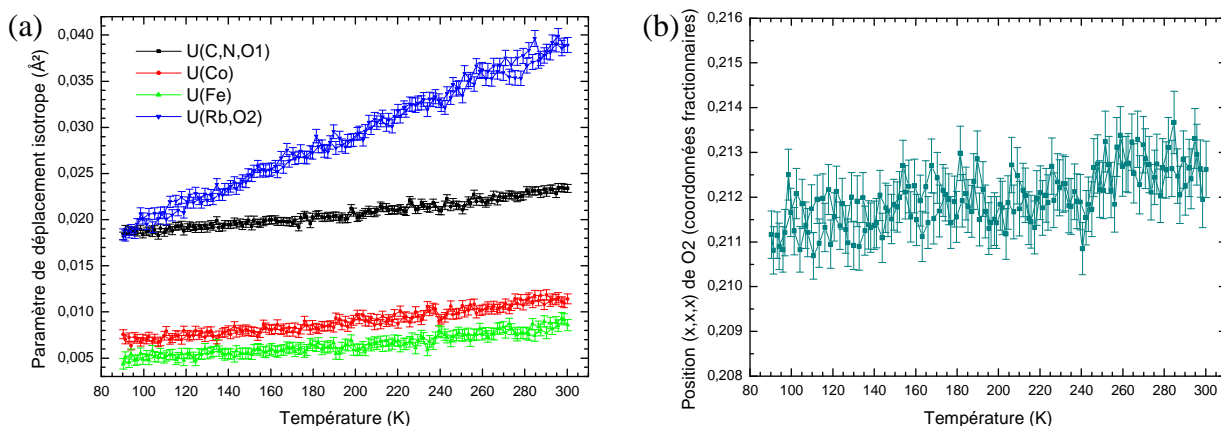 (a)
0,040
0,035
0,030
0,025
0,020
0,015
0,010
0,005
Paramètre de déplacement isotrope (Å²)
U(C,N,O1)
U(Co)
U(Fe)
U(Rb,O2)
80 100 120 140 160 180 200 220 240 260 280 300
Température (K)
(b)
0,216
0,215
0,214
0,213
0,212
0,211
0,210
0,209
0,208
Position (x,x,x) de O2 (coordonnées fractionnaires)
80 100 120 140 160 180 200 220 240 260 280 300
Température (K)